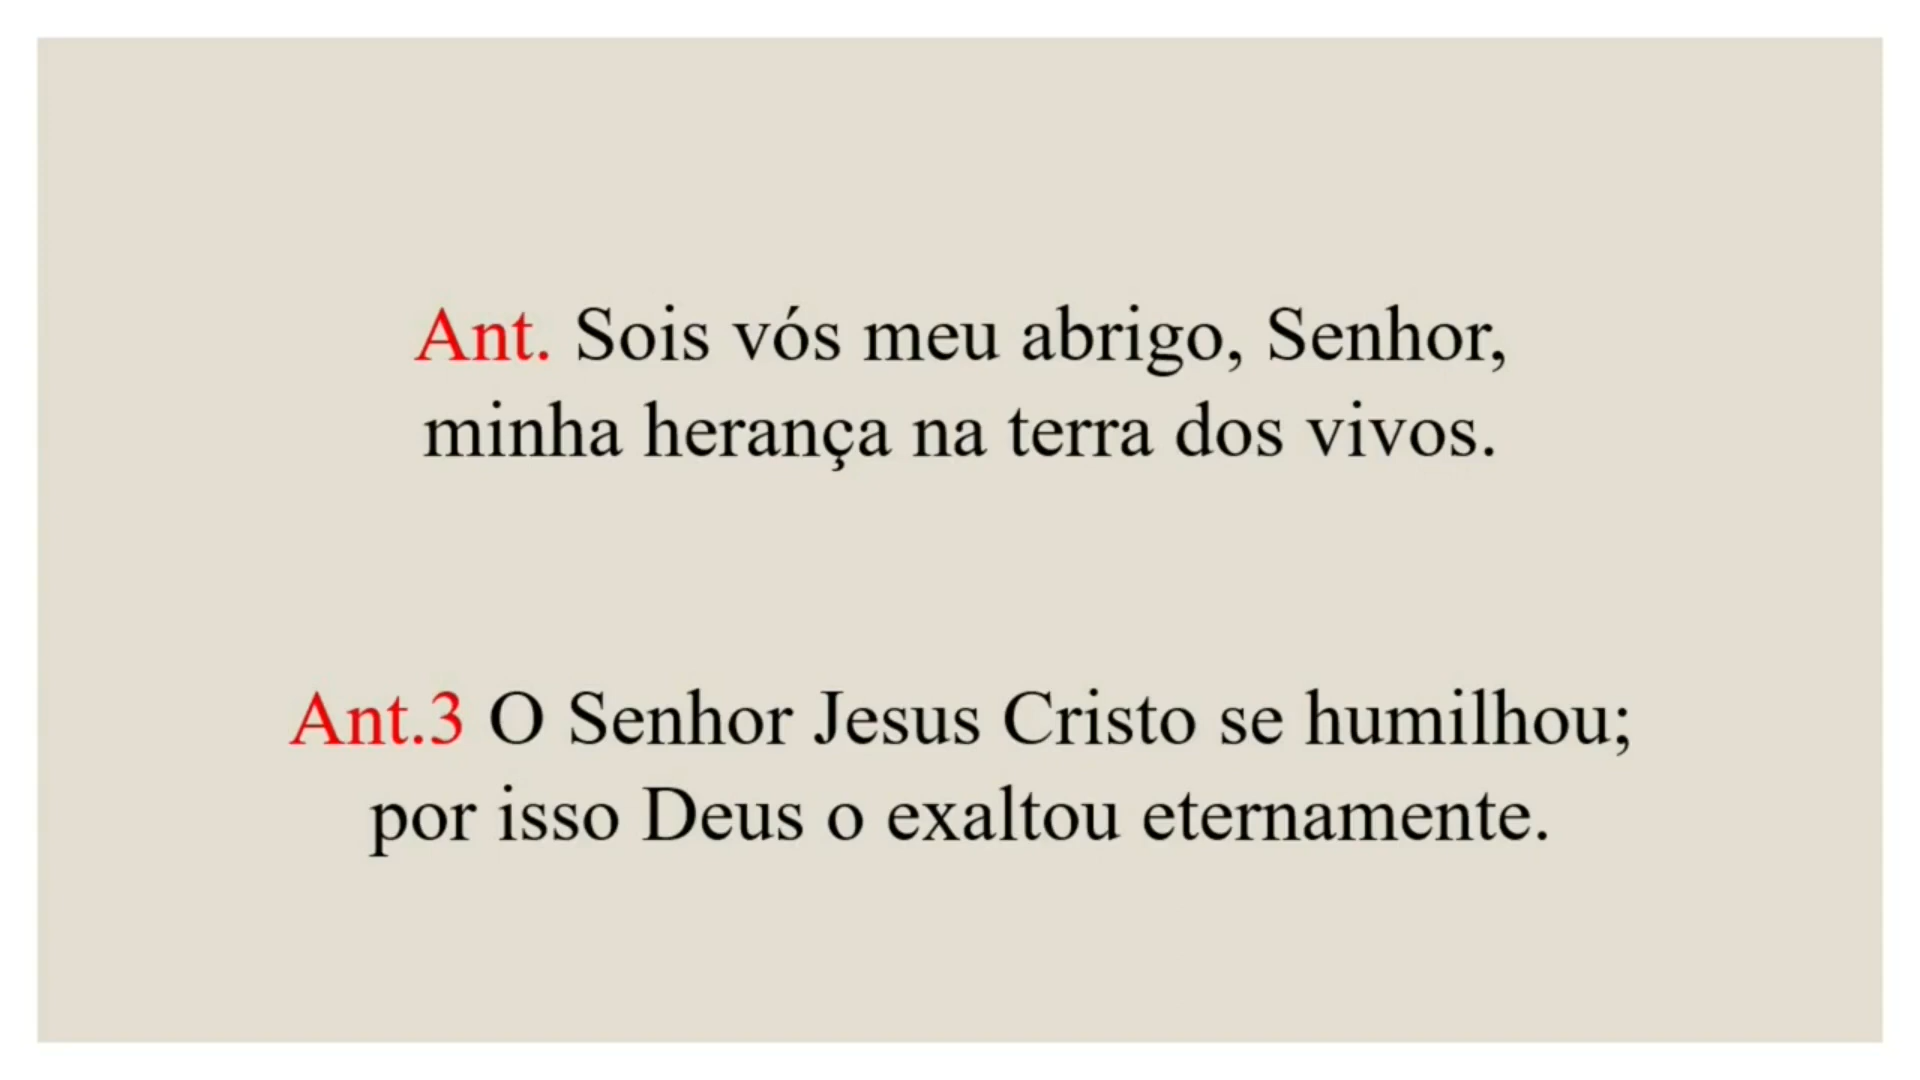 Ant. Sois vós meu abrigo, Senhor,
minha herança na terra dos vivos.
Ant.3 O Senhor Jesus Cristo se humilhou;
por isso Deus o exaltou eternamente.